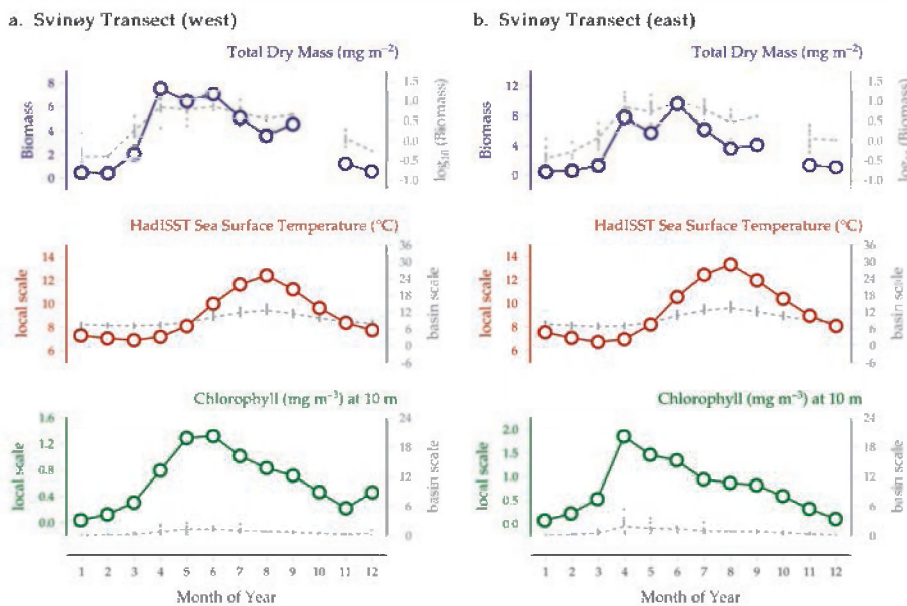 a. Svinøy Transect (west)
Total Dry Mass (mg m⁻²)
Biomass
8
6
4
2
0
1.5
1.0
0.5
0.0
-0.5
-1.0
log₁₀ (Biomass)
HadISST Sea Surface Temperature (°C)
local scale
14
12
10
8
6
36
30
24
18
12
6
0
-6
basin scale
Chlorophyll (mg m⁻³) at 10 m
local scale
1.6
1.2
0.8
0.4
0.0
24
18
12
6
0
basin scale
1 2 3 4 5 6 7 8 9 10 11 12
Month of Year
b. Svinøy Transect (east)
Total Dry Mass (mg m⁻²)
Biomass
12
8
4
0
1.5
1.0
0.5
0.0
-0.5
-1.0
(Biomass)
HadISST Sea Surface Temperature (°C)
local scale
14
12
10
8
6
36
30
24
18
12
6
0
-6
basin scale
Chlorophyll (mg m⁻³) at 10 m
local scale
2.0
1.5
1.0
0.5
0.0
24
18
12
6
0
basin scale
1 2 3 4 5 6 7 8 9 10 11 12
Month of Year